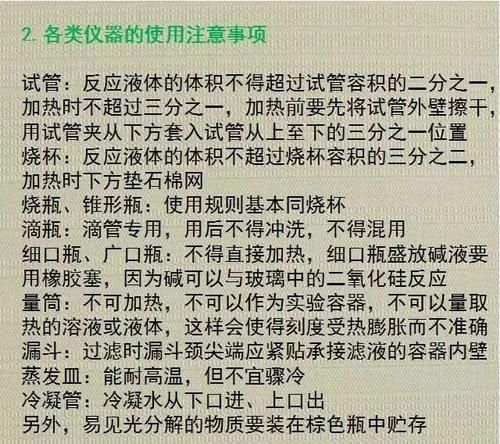 2. 各类仪器的使用注意事项
试管：反应液体的体积不得超过试管容积的二分之一，
加热时不超过三分之一，加热前要先将试管外壁擦干，
用试管夹从下方套入试管从上至下的三分之一位置
烧杯：反应液体的体积不超过烧杯容积的三分之二，
加热时下方垫石棉网
烧瓶、锥形瓶：使用规则基本同烧杯
滴瓶：滴管专用，用后不得冲洗，不得混用
细口瓶、广口瓶：不得直接加热，细口瓶盛放碱液要
用橡胶塞，因为碱可以与玻璃中的二氧化硅反应
量筒：不可加热，不可以作为实验容器，不可以量取
热的溶液或液体，这样会使得刻度受热膨胀而不准确
漏斗：过滤时漏斗颈尖端应紧贴承接滤液的容器内壁
蒸发皿：能耐高温，但不宜骤冷
冷凝管：冷凝水从下口进、上口出
另外，易见光分解的物质要装在棕色瓶中贮存